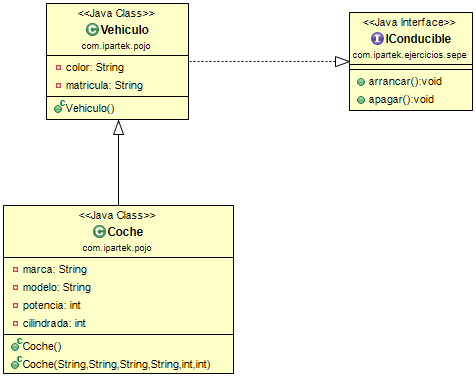 <<Java Class>>
Vehiculo
com.ipartek.pojo
color: String
matricula: String
Vehiculo()
<<Java Interface>>
IConducible
com.ipartek.ejercicios.sepe
arrancar():void
apagar():void
<<Java Class>>
Coche
com.ipartek.pojo
marca: String
modelo: String
potencia: int
cilindrada: int
Coche()
Coche(String,String,String,String,int,int)